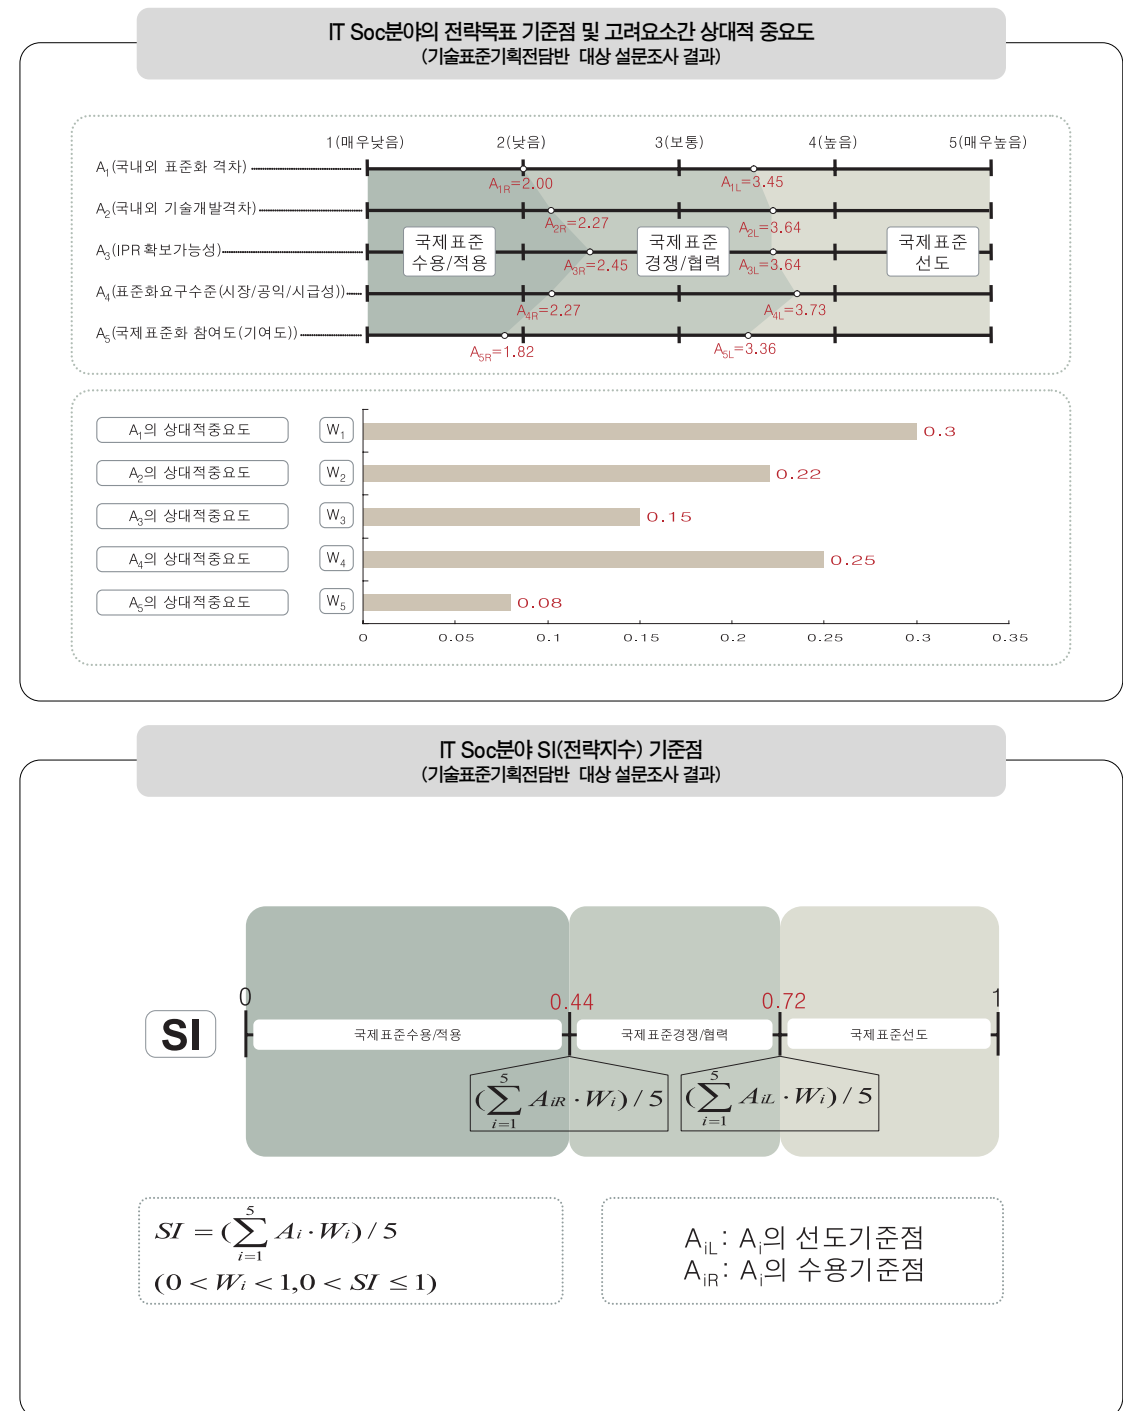 IT Soc분야의 전략목표 기준점 및 고려요소간 상대적 중요도
(기술표준기획전담반 대상 설문조사 결과)
1(매우낮음) 2(낮음) 3(보통) 4(높음) 5(매우높음)
A1(국내외 표준화 격차)
A1R=2.00 A1L=3.45
A2(국내외 기술개발격차)
A2R=2.27 A2L=3.64
A3(IPR확보가능성)
국제표준 수용/적용
국제표준 경쟁/협력
국제표준 선도
A3R=2.45 A3L=3.64
A4(표준화요구수준(시장/공익/시급성))
A4R=2.27 A4L=3.73
A5(국제표준화 참여도(기여도))
A5R=1.82 A5L=3.36
A1의 상대적중요도 W1 0.3
A2의 상대적중요도 W2 0.22
A3의 상대적중요도 W3 0.15
A4의 상대적중요도 W4 0.25
A5의 상대적중요도 W5 0.08
0 0.05 0.1 0.15 0.2 0.25 0.3 0.35
IT Soc분야 SI(전략지수) 기준점
(기술표준기획전담반 대상 설문조사 결과)
0 0.44 0.72 1
SI 국제표준수용/적용 국제표준경쟁/협력 국제표준선도
(∑5i=1 AiR·Wi)/5 (∑5i=1 AiL·Wi)/5
SI=(∑5i=1 Ai·Wi)/5
(0<Wi<1,0<SI≤1)
AiL: Ai의 선도기준점
AiR: Ai의 수용기준점